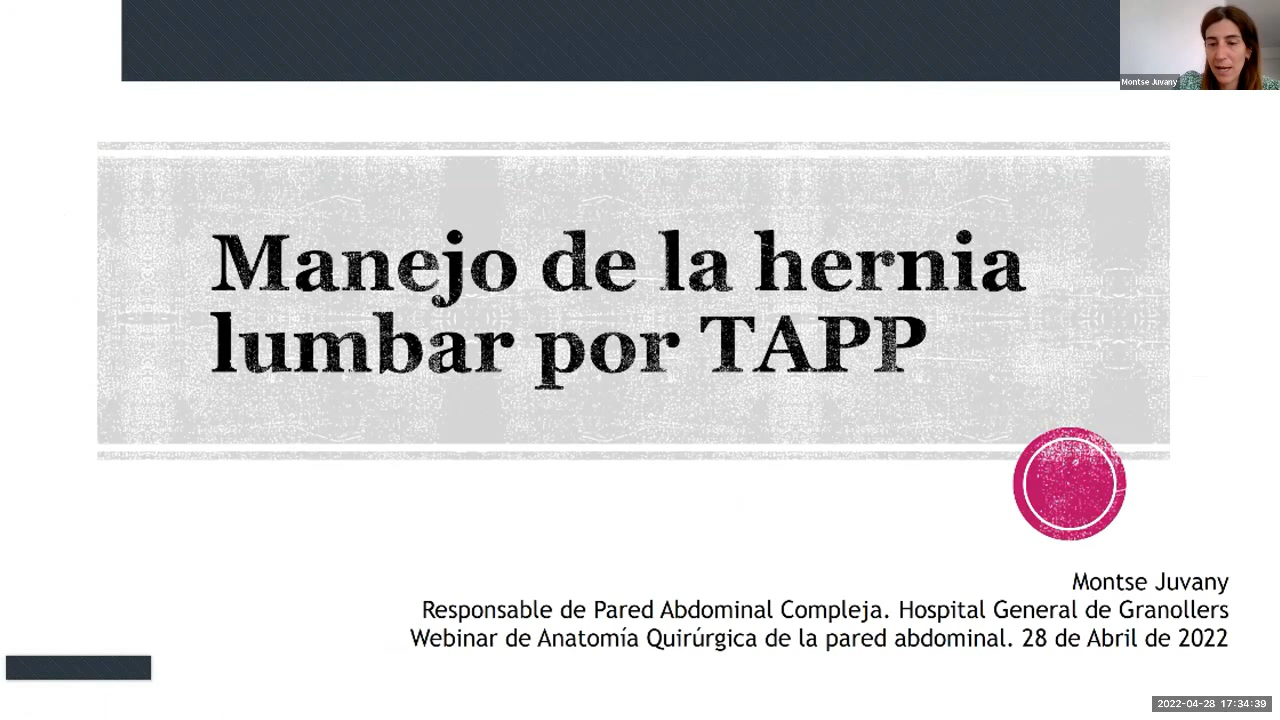 Montse Juvany
Manejo de la hernia
lumbar por TAPP
Montse Juvany
Responsable de Pared Abdominal Compleja. Hospital General de Granollers
Webinar de Anatomía Quirúrgica de la pared abdominal. 28 de Abril de 2022
2022-04-28 17:34:39